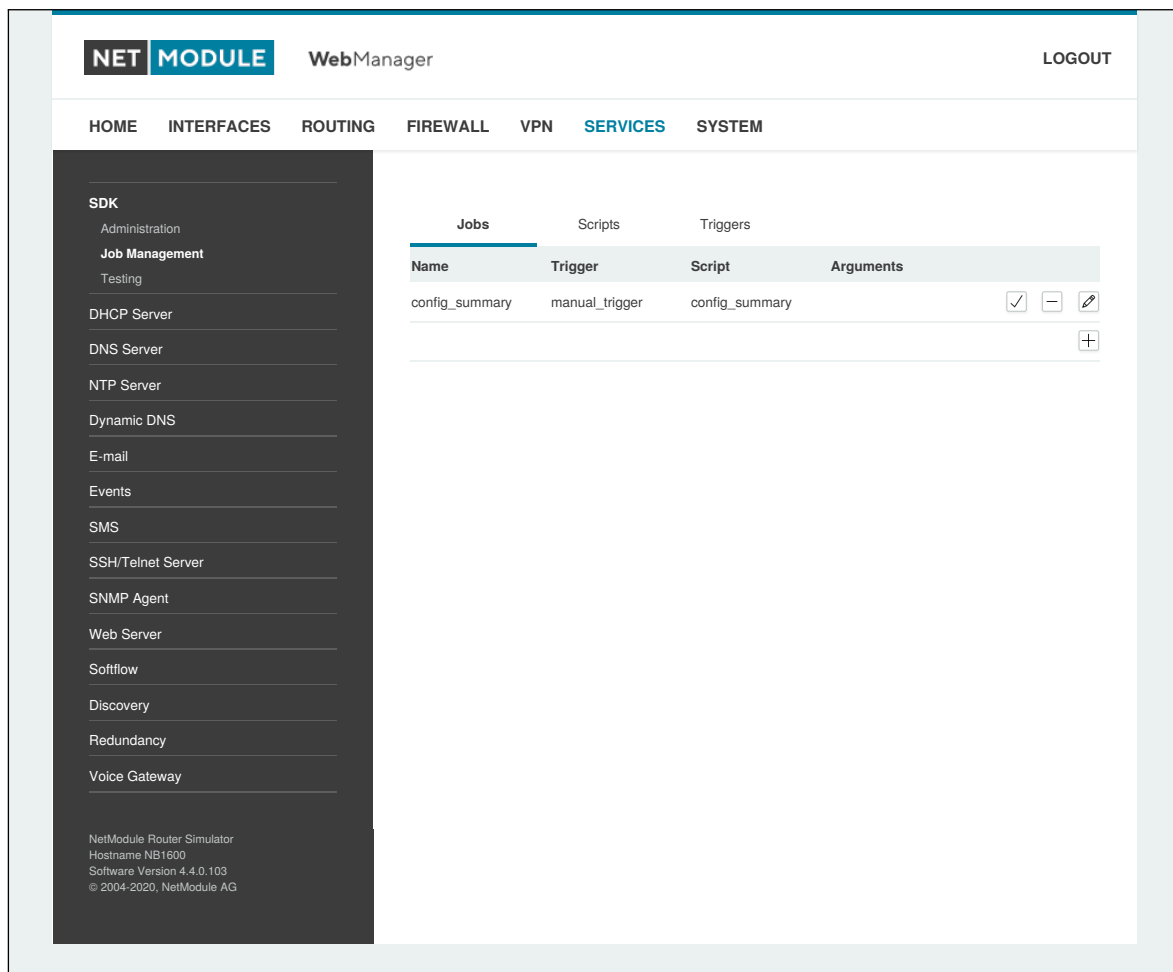 NET MODULE WebManager LOGOUT
HOME INTERFACES ROUTING FIREWALL VPN SERVICES SYSTEM
SDK
Administration
Job Management
Testing
DHCP Server
DNS Server
NTP Server
Dynamic DNS
E-mail
Events
SMS
SSH/Telnet Server
SNMP Agent
Web Server
Softflow
Discovery
Redundancy
Voice Gateway
NetModule Router Simulator
Hostname NB1600
Software Version 4.4.0.103
© 2004-2020, NetModule AG
Jobs Scripts Triggers
Name Trigger Script Arguments
config_summary manual_trigger config_summary